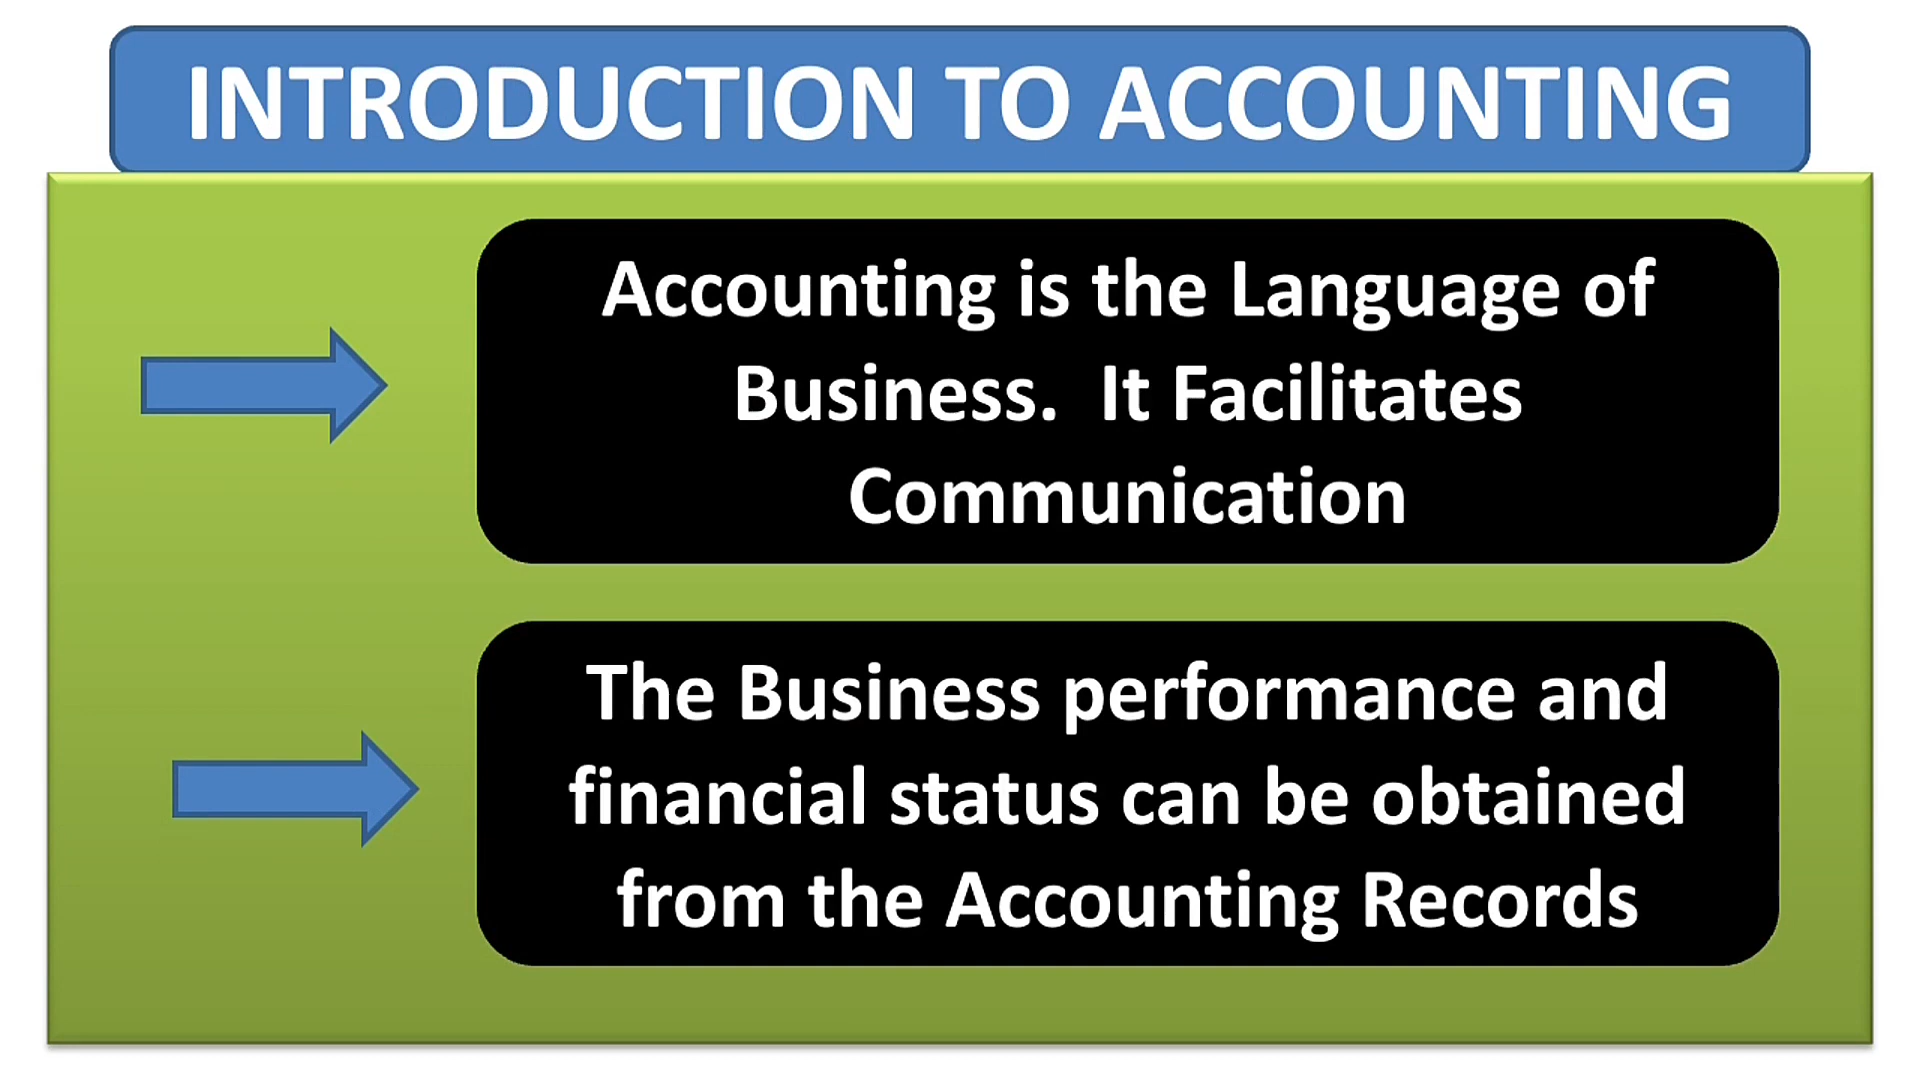 INTRODUCTION TO ACCOUNTING
Accounting is the Language of
Business.  It Facilitates
Communication
The Business performance and
financial status can be obtained
from the Accounting Records